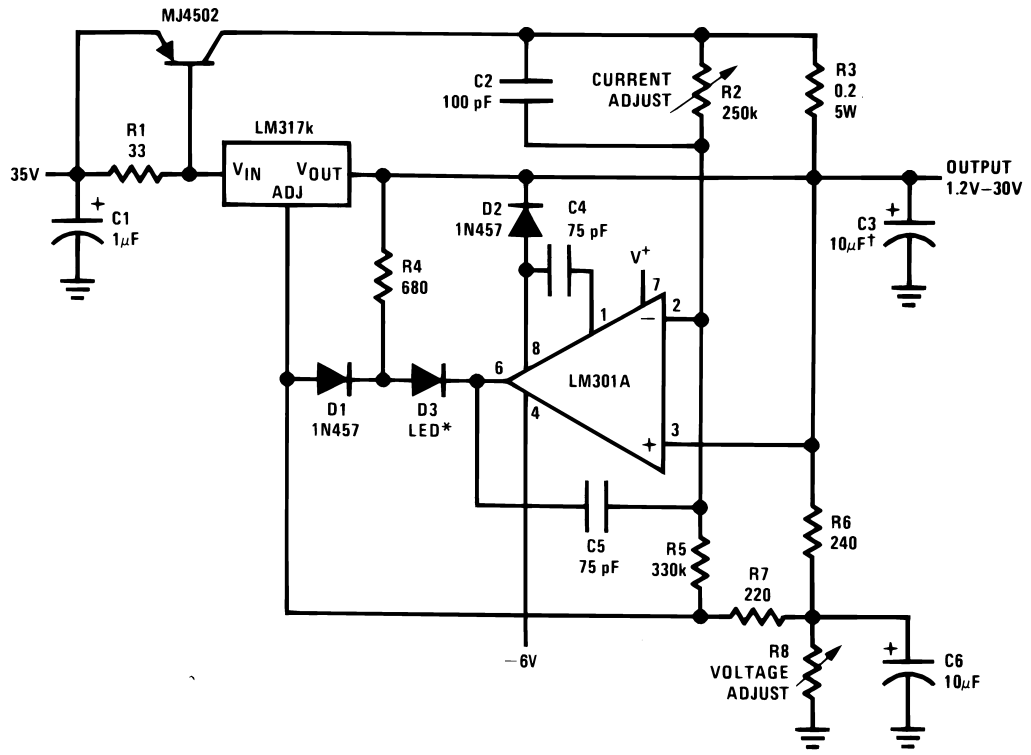 MJ4502
C2
100 pF
CURRENT
ADJUST
R2
250k
R3
0.2
5W
R1
33
LM317k
35V
VIN
VOUT
ADJ
OUTPUT
1.2V–30V
+
C1
1μF
D2
1N457
C4
75 pF
+
C3
10μF†
R4
680
V+
7
1
2
−
8
6
LM301A
D1
1N457
D3
LED*
4
3
+
C5
75 pF
R5
330k
R6
240
R7
220
−6V
R8
VOLTAGE
ADJUST
+
C6
10μF